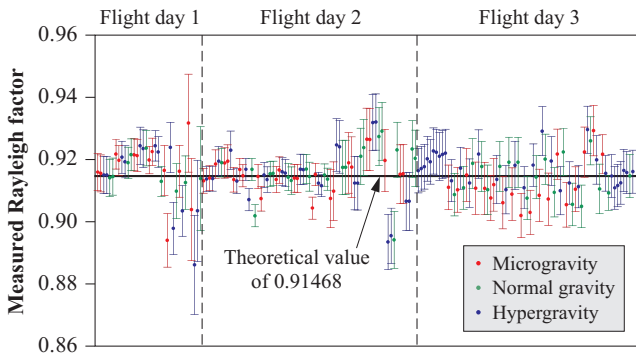 Flight day 1
Flight day 2
Flight day 3
Measured Rayleigh factor
0.96
0.94
0.92
0.90
0.88
0.86
Theoretical value
of 0.91468
Microgravity
Normal gravity
Hypergravity